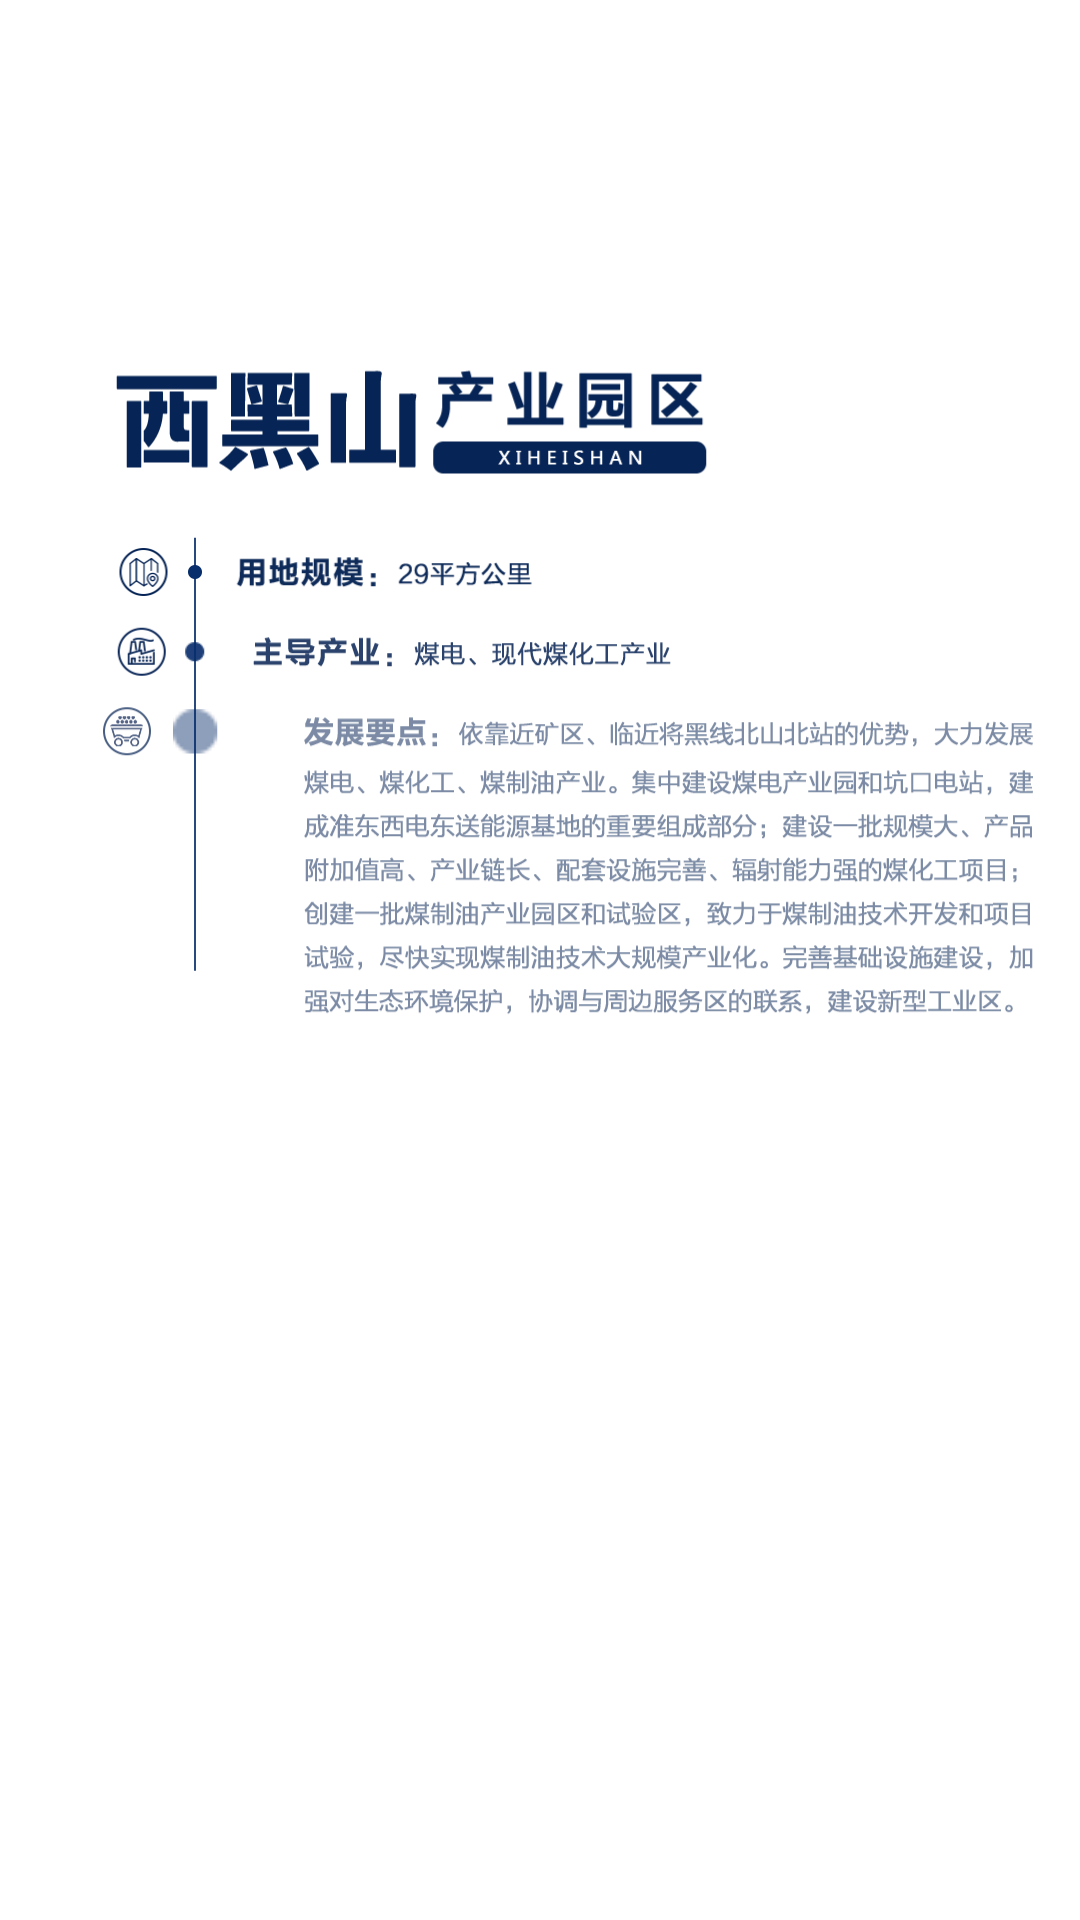 西黑山产业园区
XIHEISHAN
用地规模：29平方公里
主导产业：煤电、现代煤化工产业
发展要点：依靠近矿区、临近将黑线北山北站的优势，大力发展
煤电、煤化工、煤制油产业。集中建设煤电产业园和坑口电站，建
成准东西电东送能源基地的重要组成部分；建设一批规模大、产品
附加值高、产业链长、配套设施完善、辐射能力强的煤化工项目；
创建一批煤制油产业园区和试验区，致力于煤制油技术开发和项目
试验，尽快实现煤制油技术大规模产业化。完善基础设施建设，加
强对生态环境保护，协调与周边服务区的联系，建设新型工业区。